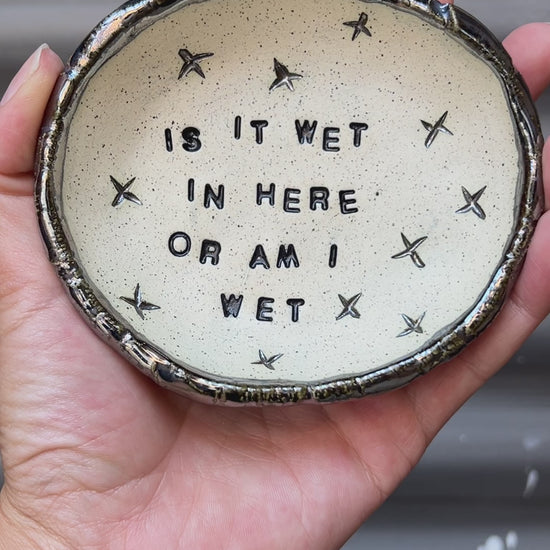 IS IT WET
IN HERE
OR AM I
WET